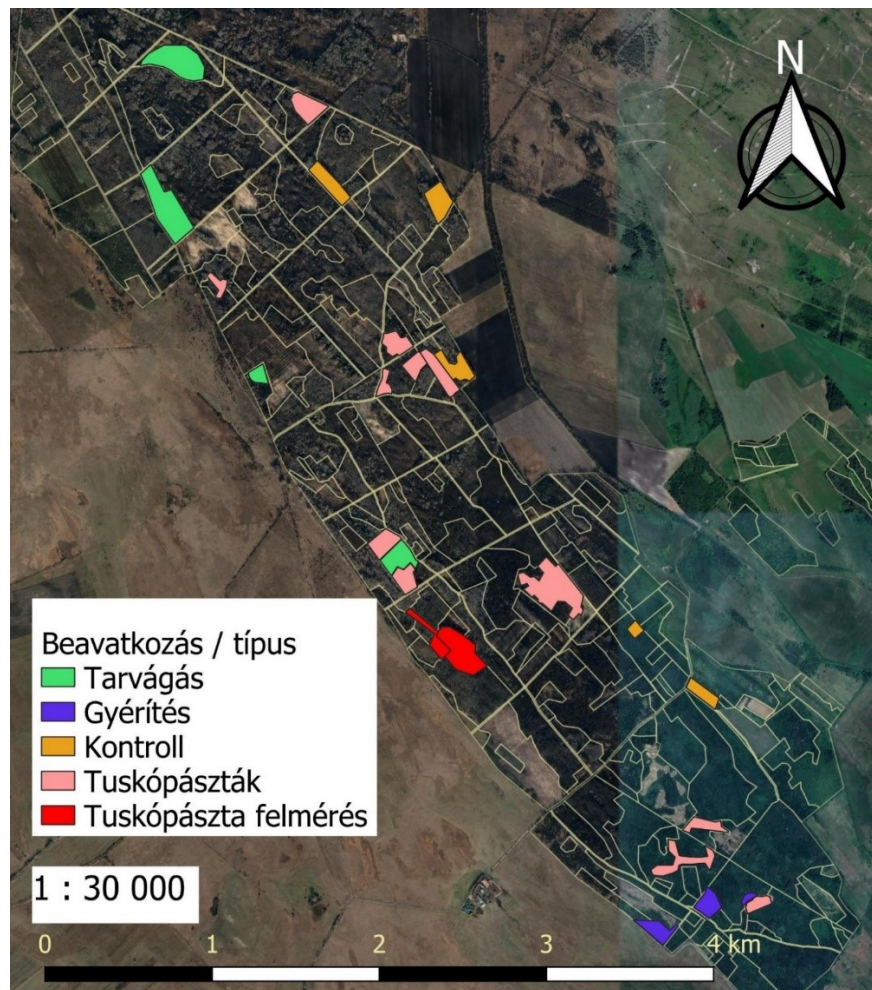 N
Beavatkozás / típus
Tarvágás
Gyérítés
Kontroll
Tuskópászták
Tuskópászta felmérés
1 : 30 000
0 1 2 3 4 km